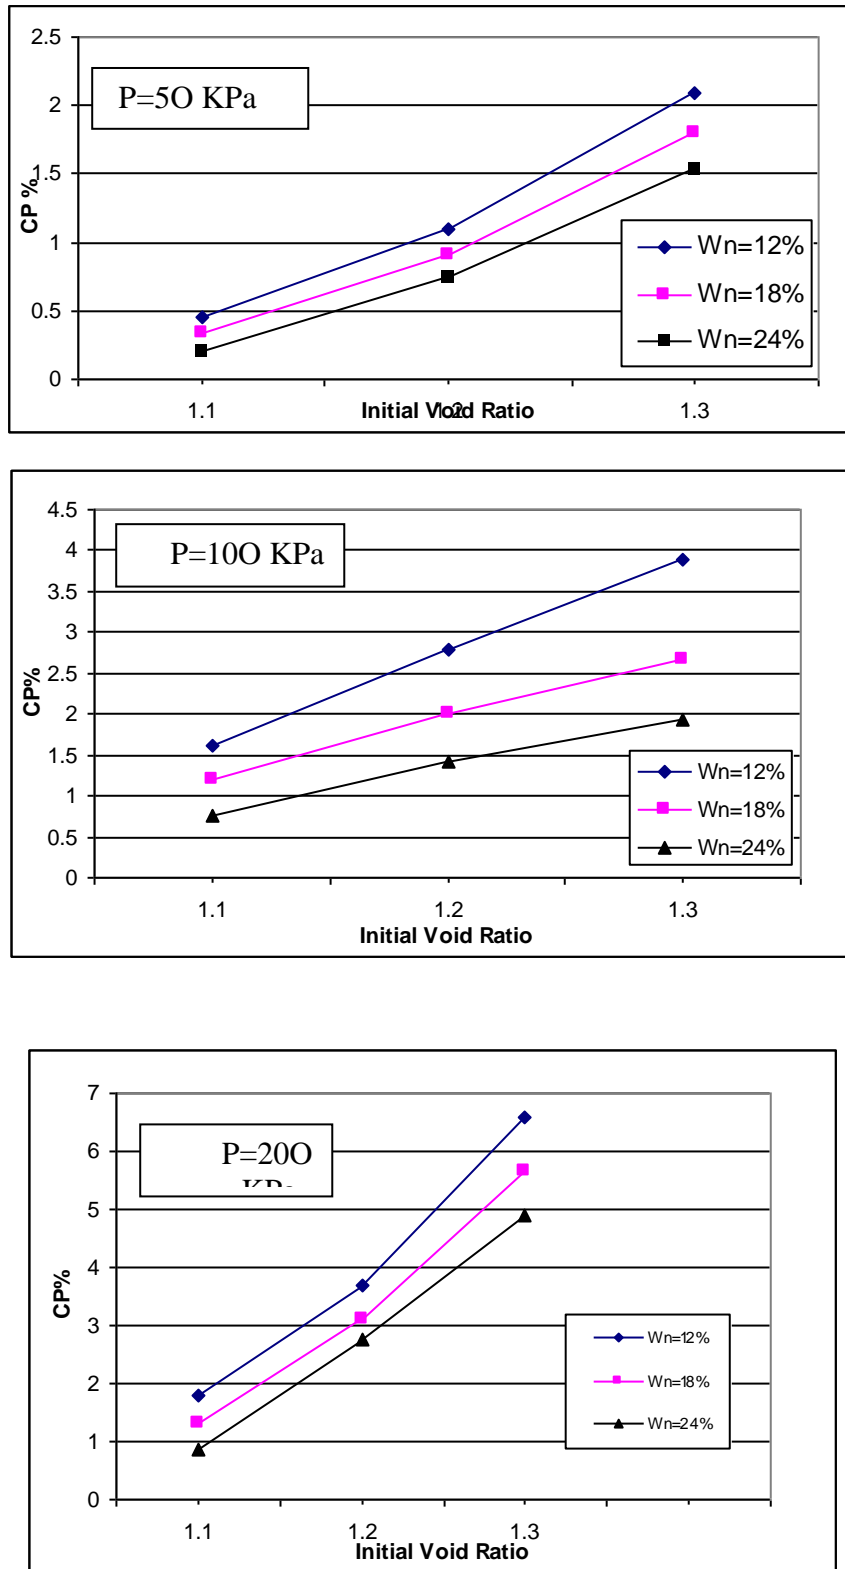 2.5
P=5O KPa
2
1.5
CP %
1
Wn=12%
0.5
Wn=18%
Wn=24%
0
1.1 1.2 1.3
Initial Void Ratio
4.5
P=10O KPa
4
3.5
3
2.5
CP%
2
1.5
Wn=12%
1
Wn=18%
0.5
Wn=24%
0
1.1 1.2 1.3
Initial Void Ratio
7
6
P=20O
KPa
5
4
CP%
3
Wn=12%
2
Wn=18%
1
Wn=24%
0
1.1 1.2 1.3
Initial Void Ratio